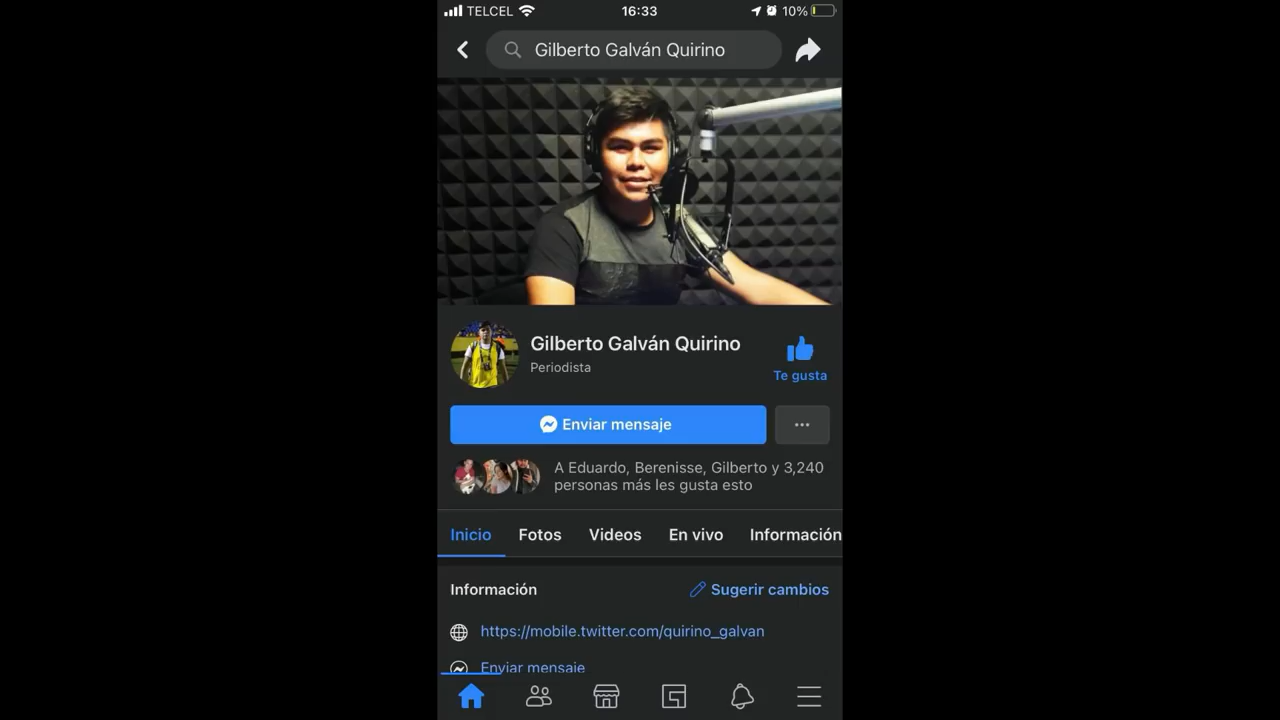 TELCEL 16:33 10%
Gilberto Galván Quirino
Gilberto Galván Quirino
Periodista
Te gusta
Enviar mensaje
A Eduardo, Berenisse, Gilberto y 3,240
personas más les gusta esto
Inicio Fotos Videos En vivo Información
Información Sugerir cambios
https://mobile.twitter.com/quirino_galvan
Enviar mensaje